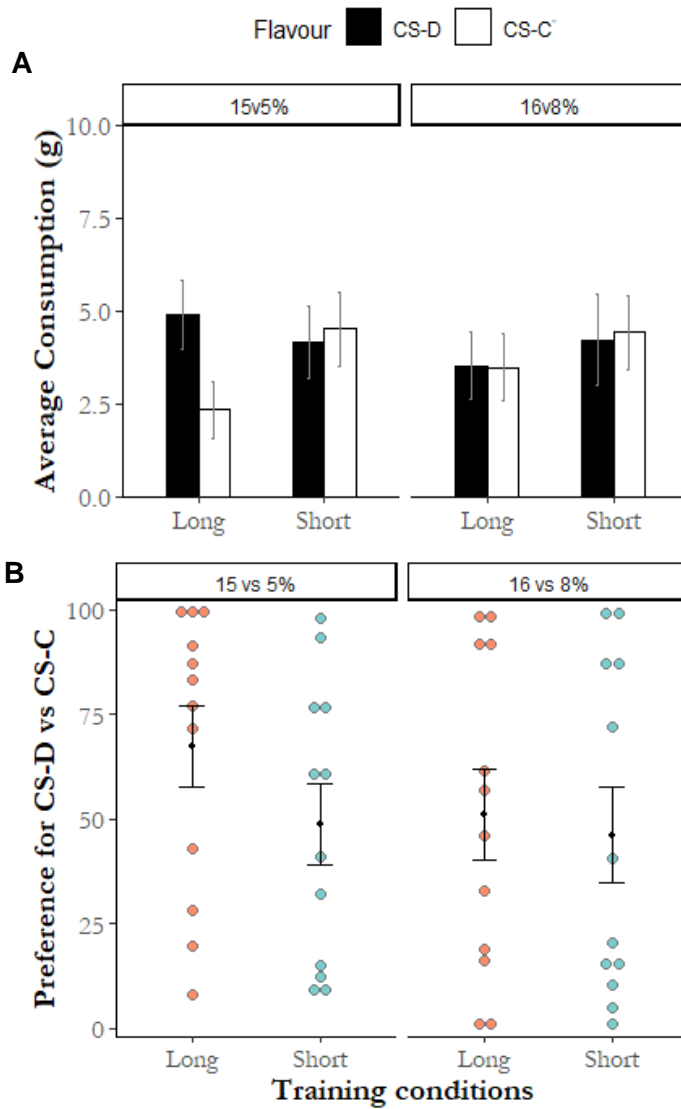 Flavour CS-D CS-C-
A
15v5% 16v8%
Average Consumption (g)
10.0
7.5
5.0
2.5
0.0
Long Short Long Short
B
15 vs 5% 16 vs 8%
Preference for CS-D vs CS-C
100
75
50
25
0
Long Short Long Short
Training conditions